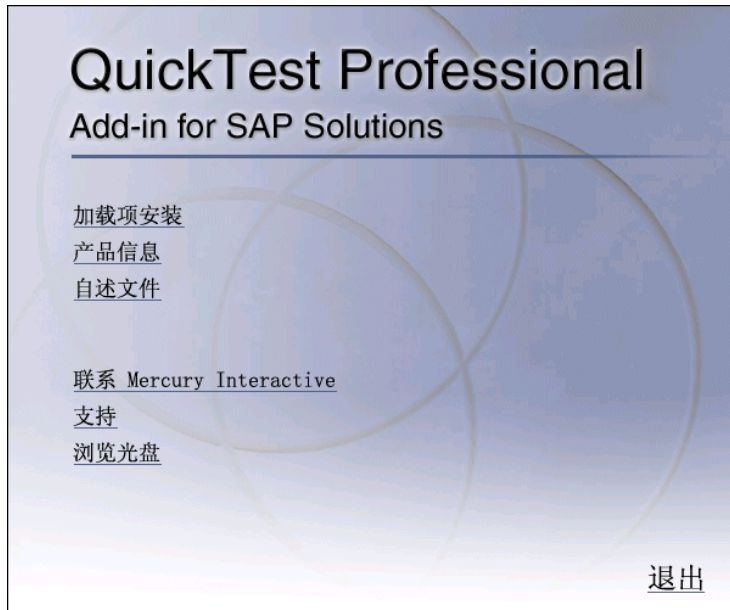 QuickTest Professional
Add-in for SAP Solutions
加载项安装
产品信息
自述文件
联系 Mercury Interactive
支持
浏览光盘
退出